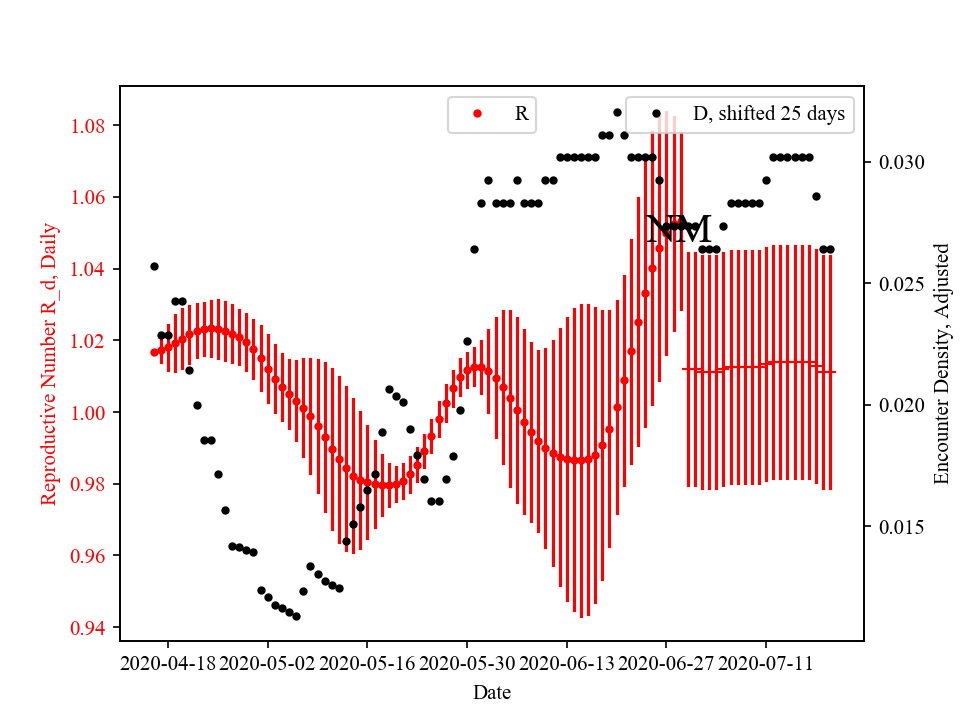 R
D, shifted 25 days
1.08
1.06
1.04
1.02
1.00
0.98
0.96
0.94
Reproductive Number R_d, Daily
NM
0.030
0.025
0.020
0.015
Encounter Density, Adjusted
2020-04-18 2020-05-02 2020-05-16 2020-05-30 2020-06-13 2020-06-27 2020-07-11
Date